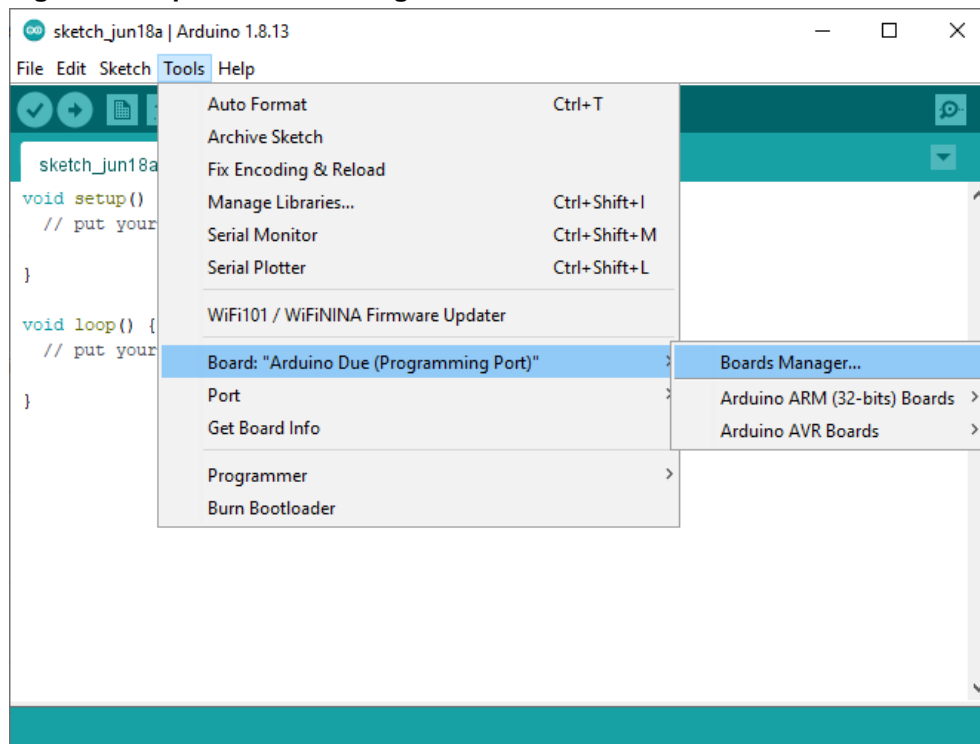 sketch_jun18a | Arduino 1.8.13
File Edit Sketch Tools Help
sketch_jun18a
void setup()
// put your
}
void loop() {
// put your
}
Auto Format Ctrl+T
Archive Sketch
Fix Encoding & Reload
Manage Libraries... Ctrl+Shift+I
Serial Monitor Ctrl+Shift+M
Serial Plotter Ctrl+Shift+L
WiFi101 / WiFiNINA Firmware Updater
Board: "Arduino Due (Programming Port)"
Port
Get Board Info
Programmer
Burn Bootloader
Boards Manager...
Arduino ARM (32-bits) Boards
Arduino AVR Boards